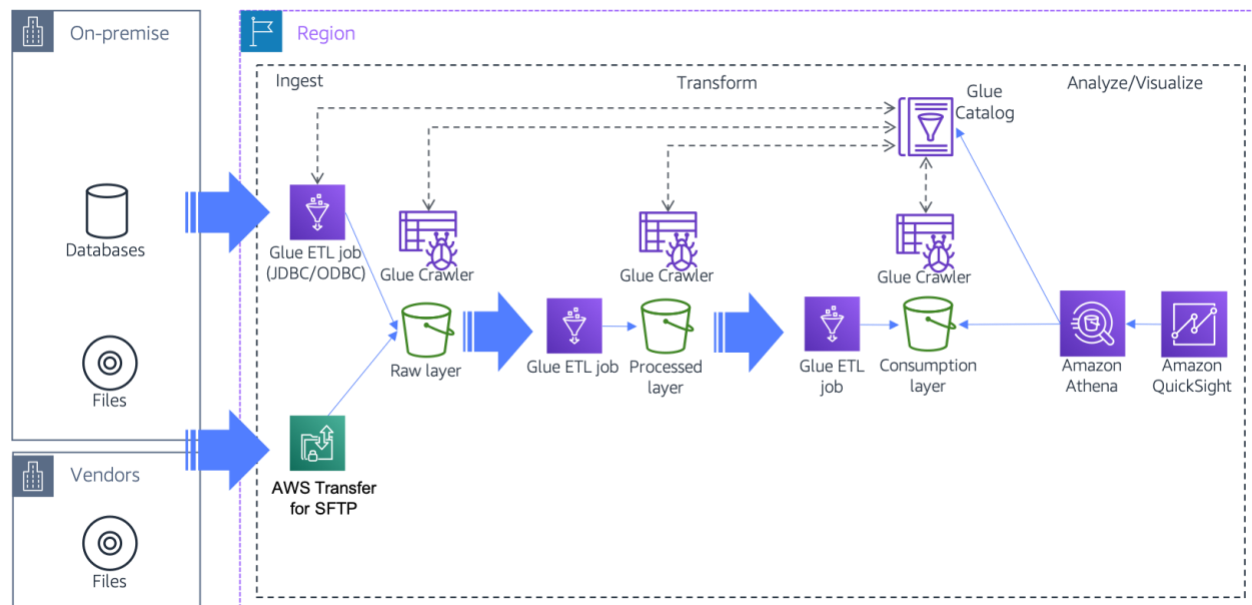 On-premise
Region
Ingest
Transform
Analyze/Visualize
Glue
Catalog
Databases
Glue ETL job
(JDBC/ODBC)
Glue Crawler
Glue Crawler
Glue Crawler
Files
Raw layer
Glue ETL job
Processed
layer
Glue ETL
job
Consumption
layer
Amazon
Athena
Amazon
QuickSight
Vendors
AWS Transfer
for SFTP
Files